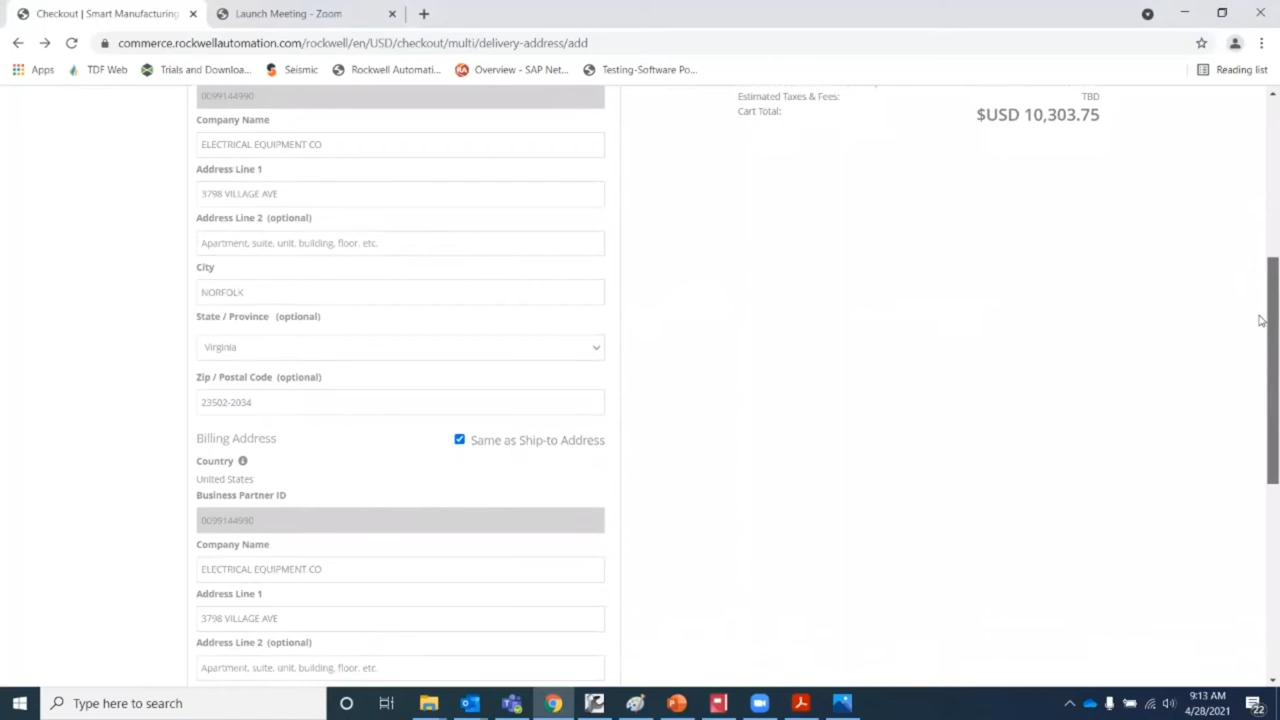 Checkout | Smart Manufacturing
Launch Meeting - Zoom
commerce.rockwellautomation.com/rockwell/en/USD/checkout/multi/delivery-address/add
Apps
TDF Web
Trials and Downloa...
Seismic
Rockwell Automati...
Overview - SAP Net...
Testing-Software Po...
Reading list
0099144990
Estimated Taxes & Fees:
TBD
Cart Total:
$USD 10,303.75
Company Name
ELECTRICAL EQUIPMENT CO
Address Line 1
3798 VILLAGE AVE
Address Line 2 (optional)
Apartment, suite, unit, building, floor, etc.
City
NORFOLK
State / Province (optional)
Virginia
Zip / Postal Code (optional)
23502-2034
Billing Address
Same as Ship-to Address
Country
United States
Business Partner ID
0099144990
Company Name
ELECTRICAL EQUIPMENT CO
Address Line 1
3798 VILLAGE AVE
Address Line 2 (optional)
Apartment, suite, unit, building, floor, etc.
Type here to search
9:13 AM
4/28/2021
22